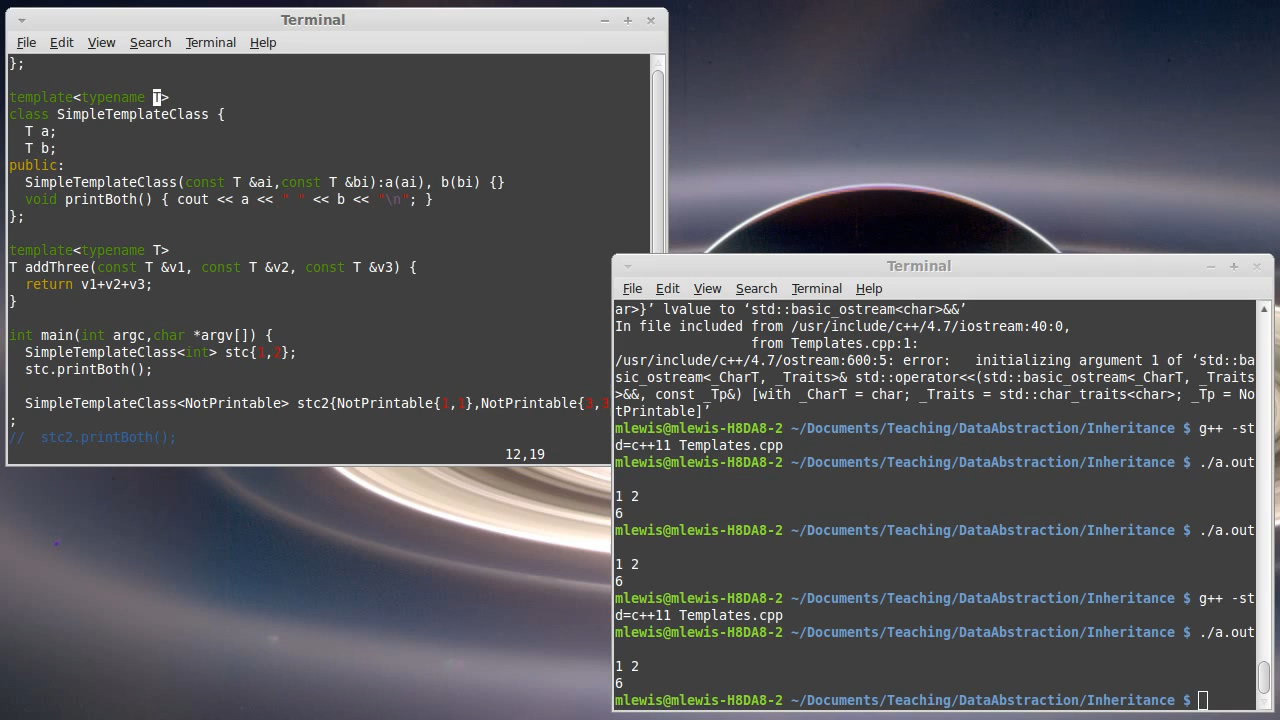 Terminal
File Edit View Search Terminal Help
};
template<typename T>
class SimpleTemplateClass {
T a;
T b;
public:
SimpleTemplateClass(const T &ai,const T &bi):a(ai), b(bi) {}
void printBoth() { cout << a << " " << b << "\n"; }
};
template<typename T>
T addThree(const T &v1, const T &v2, const T &v3) {
return v1+v2+v3;
}
int main(int argc,char *argv[]) {
SimpleTemplateClass<int> stc{1,2};
stc.printBoth();
SimpleTemplateClass<NotPrintable> stc2{NotPrintable{1,1},NotPrintable{3,3
;
// stc2.printBoth();
12,19
Terminal
File Edit View Search Terminal Help
ar>}’ lvalue to ‘std::basic_ostream<char>&&’
In file included from /usr/include/c++/4.7/iostream:40:0,
from Templates.cpp:1:
/usr/include/c++/4.7/ostream:600:5: error: initializing argument 1 of ‘std::ba
sic_ostream<_CharT, _Traits>& std::operator<<(std::basic_ostream<_CharT, _Traits
>&&, const _Tp&) [with _CharT = char; _Traits = std::char_traits<char>; _Tp = No
tPrintable]’
mlewis@mlewis-H8DA8-2 ~/Documents/Teaching/DataAbstraction/Inheritance $ g++ -st
d=c++11 Templates.cpp
mlewis@mlewis-H8DA8-2 ~/Documents/Teaching/DataAbstraction/Inheritance $ ./a.out
1 2
6
mlewis@mlewis-H8DA8-2 ~/Documents/Teaching/DataAbstraction/Inheritance $ ./a.out
1 2
6
mlewis@mlewis-H8DA8-2 ~/Documents/Teaching/DataAbstraction/Inheritance $ g++ -st
d=c++11 Templates.cpp
mlewis@mlewis-H8DA8-2 ~/Documents/Teaching/DataAbstraction/Inheritance $ ./a.out
1 2
6
mlewis@mlewis-H8DA8-2 ~/Documents/Teaching/DataAbstraction/Inheritance $